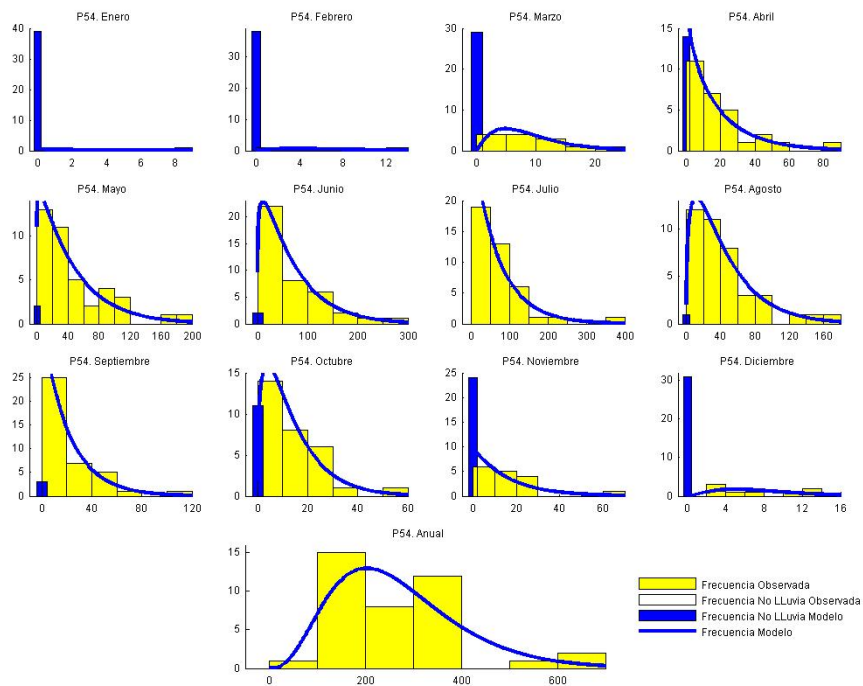 P54. Enero
P54. Febrero
P54. Marzo
P54. Abril
40
30
20
10
0
0 2 4 6 8
30
20
10
0
0 4 8 12
30
20
10
0
0 10 20
15
10
5
0
0 20 40 60 80
P54. Mayo
P54. Junio
P54. Julio
P54. Agosto
10
5
0
0 40 80 120 160 200
20
15
10
5
0
0 100 200 300
20
15
10
5
0
0 100 200 300 400
10
5
0
0 40 80 120 160
P54. Septiembre
P54. Octubre
P54. Noviembre
P54. Diciembre
25
20
15
10
5
0
0 40 80 120
15
10
5
0
0 20 40 60
25
20
15
10
5
0
0 20 40 60
30
20
10
0
0 4 8 12 16
P54. Anual
15
10
5
0
0 200 400 600
Frecuencia Observada
Frecuencia No LLuvia Observada
Frecuencia No LLuvia Modelo
Frecuencia Modelo